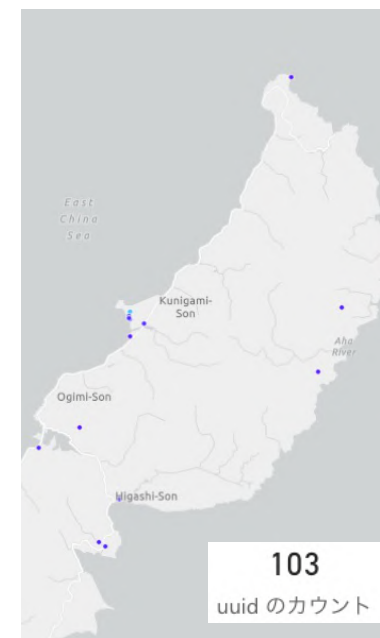 East
China
Sea
Kunigami-
Son
Aha
River
Ogimi-Son
Higashi-Son
103
uuid のカウント